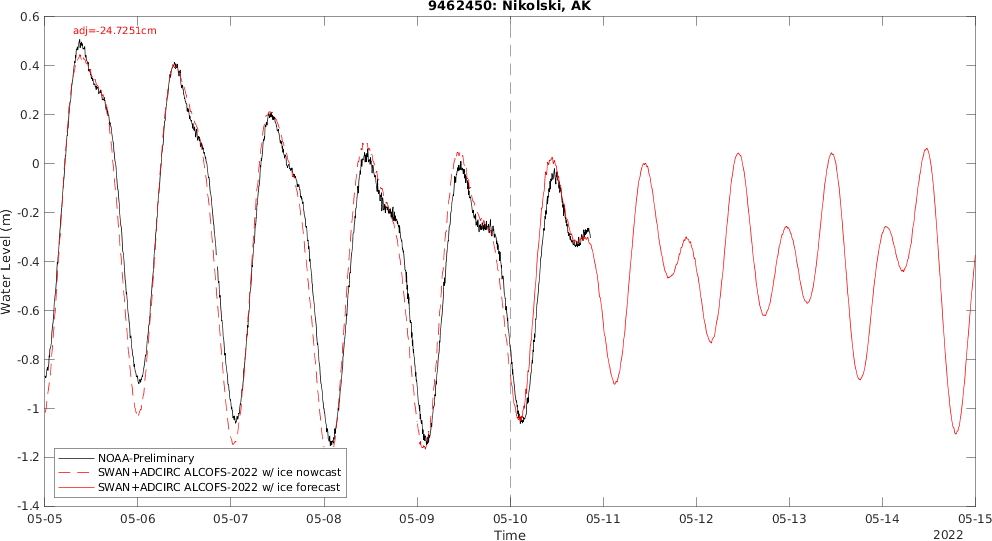 9462450: Nikolski, AK
adj=-24.7251cm
0.6
0.4
0.2
0
-0.2
-0.4
-0.6
-0.8
-1
-1.2
-1.4
Water Level (m)
NOAA-Preliminary
SWAN+ADCIRC ALCOFS-2022 w/ ice nowcast
SWAN+ADCIRC ALCOFS-2022 w/ ice forecast
05-05 05-06 05-07 05-08 05-09 05-10 05-11 05-12 05-13 05-14 05-15
Time
2022